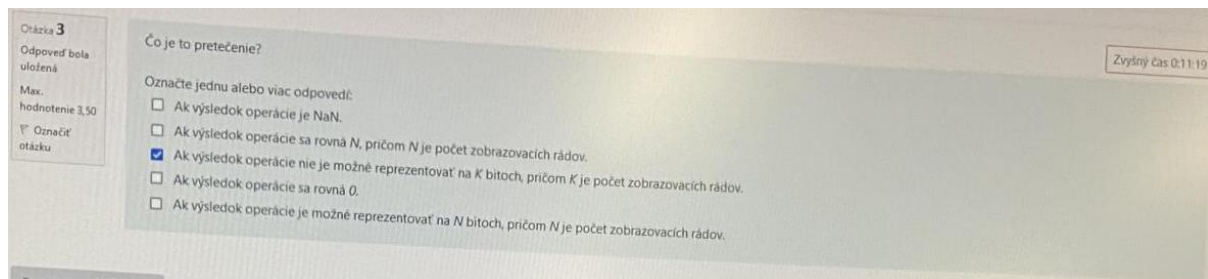 Otázka 3
Odpoveď bola
uložená
Max.
hodnotenie 3,50
Označiť
otázku
Čo je to pretečenie?
Zvyšný čas 0:11:19
Označte jednu alebo viac odpovedí:
Ak výsledok operácie je NaN.
Ak výsledok operácie sa rovná N, pričom N je počet zobrazovacích rádov.
Ak výsledok operácie nie je možné reprezentovať na K bitoch, pričom K je počet zobrazovacích rádov.
Ak výsledok operácie sa rovná 0.
Ak výsledok operácie je možné reprezentovať na N bitoch, pričom N je počet zobrazovacích rádov.